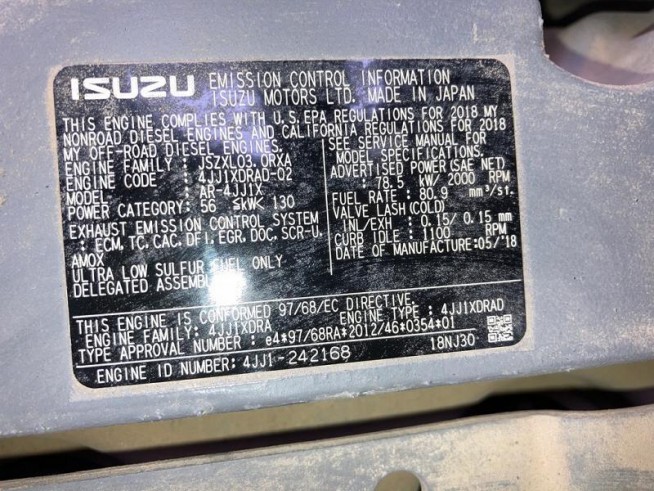 ISUZU EMISSION CONTROL INFORMATION
ISUZU MOTORS LTD. MADE IN JAPAN
THIS ENGINE COMPLIES WITH U.S.EPA REGULATIONS FOR 2018 MY
NONROAD DIESEL ENGINES AND CALIFORNIA REGULATIONS FOR 2018
MY OFF-ROAD DIESEL ENGINES.
ENGINE FAMILY : JSZXL03.0RXA
ENGINE CODE : 4JJ1XDRAD-02
MODEL: AR-4JJ1X
POWER CATEGORY: 56 ≤kW< 130
EXHAUST EMISSION CONTROL SYSTEM
: ECM, TC, CAC, DFI, EGR, DOC, SCR-U,
AMOX
ULTRA LOW SULFUR FUEL ONLY
DELEGATED ASSEMBLY
SEE SERVICE MANUAL FOR
MODEL SPECIFICATIONS.
ADVERTISED POWER(SAE NET)
: 78.5 kW/ 2000 RPM
FUEL RATE : 80.9 mm³/st.
VALVE LASH(COLD)
IN/EXH : 0.15/ 0.15 mm
CURB IDLE : 1100 RPM
DATE OF MANUFACTURE:05/'18
THIS ENGINE IS CONFORMED 97/68/EC DIRECTIVE.
ENGINE FAMILY: 4JJ1XDRA ENGINE TYPE: 4JJ1XDRAD
TYPE APPROVAL NUMBER : e4*97/68RA*2012/46*0354*01
18NJ30
ENGINE ID NUMBER: 4JJ1-242168